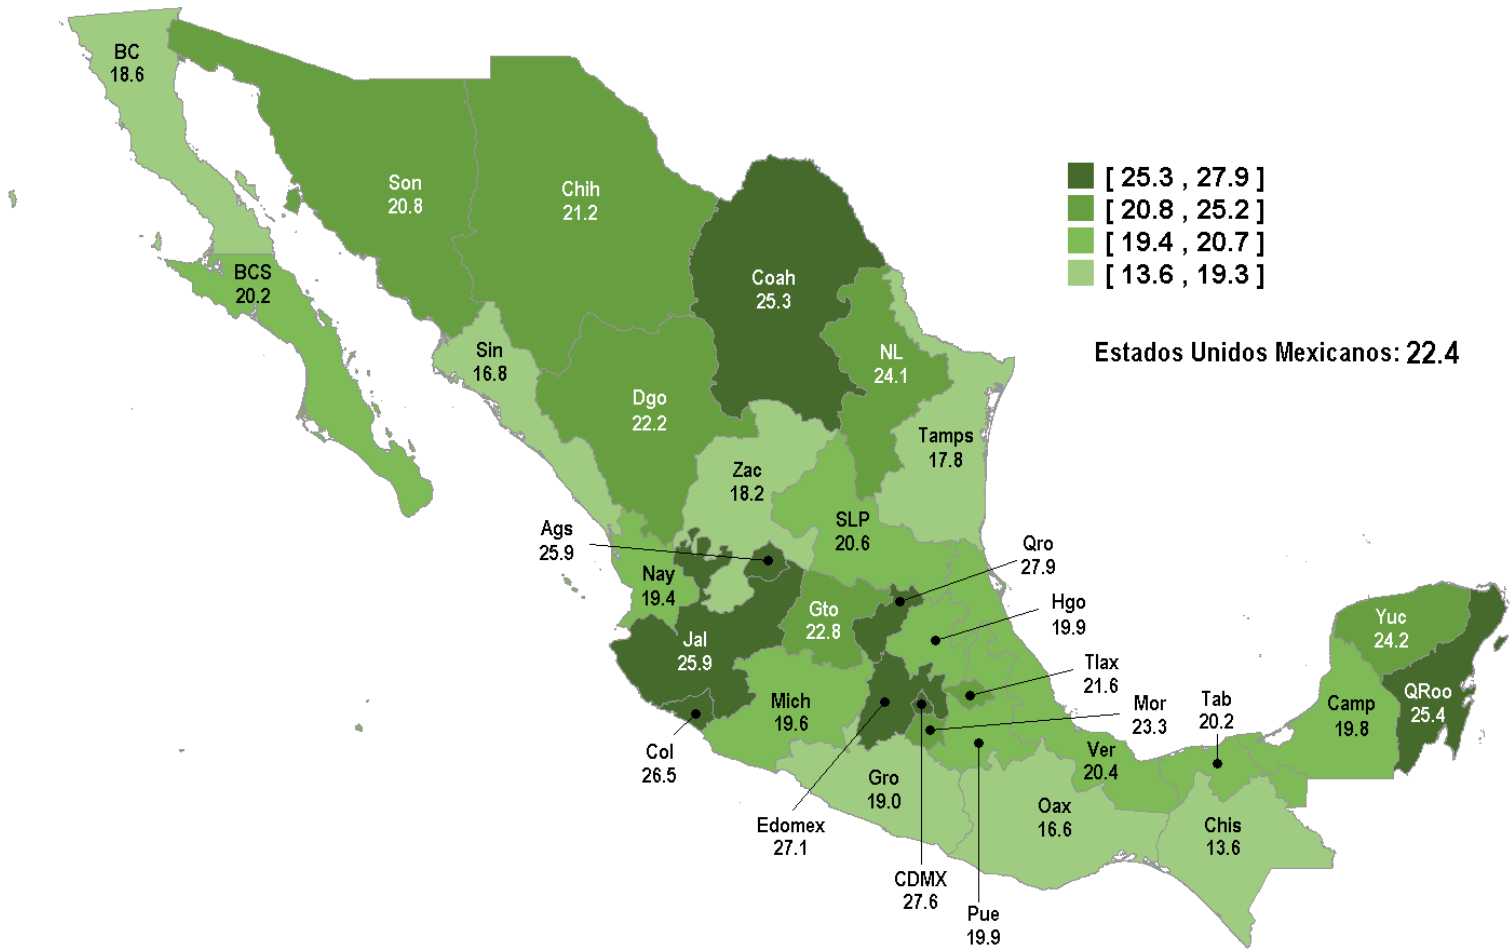 BC
18.6
Son
20.8
Chih
21.2
[ 25.3 , 27.9 ]
[ 20.8 , 25.2 ]
[ 19.4 , 20.7 ]
[ 13.6 , 19.3 ]
BCS
20.2
Coah
25.3
Estados Unidos Mexicanos: 22.4
Sin
16.8
NL
24.1
Dgo
22.2
Tamps
17.8
Zac
18.2
SLP
20.6
Ags
25.9
Qro
27.9
Nay
19.4
Gto
22.8
Hgo
19.9
Yuc
24.2
Jal
25.9
Tlax
21.6
Mich
19.6
Mor
23.3
Tab
20.2
Camp
19.8
QRoo
25.4
Col
26.5
Ver
20.4
Gro
19.0
Oax
16.6
Edomex
27.1
Chis
13.6
CDMX
27.6
Pue
19.9